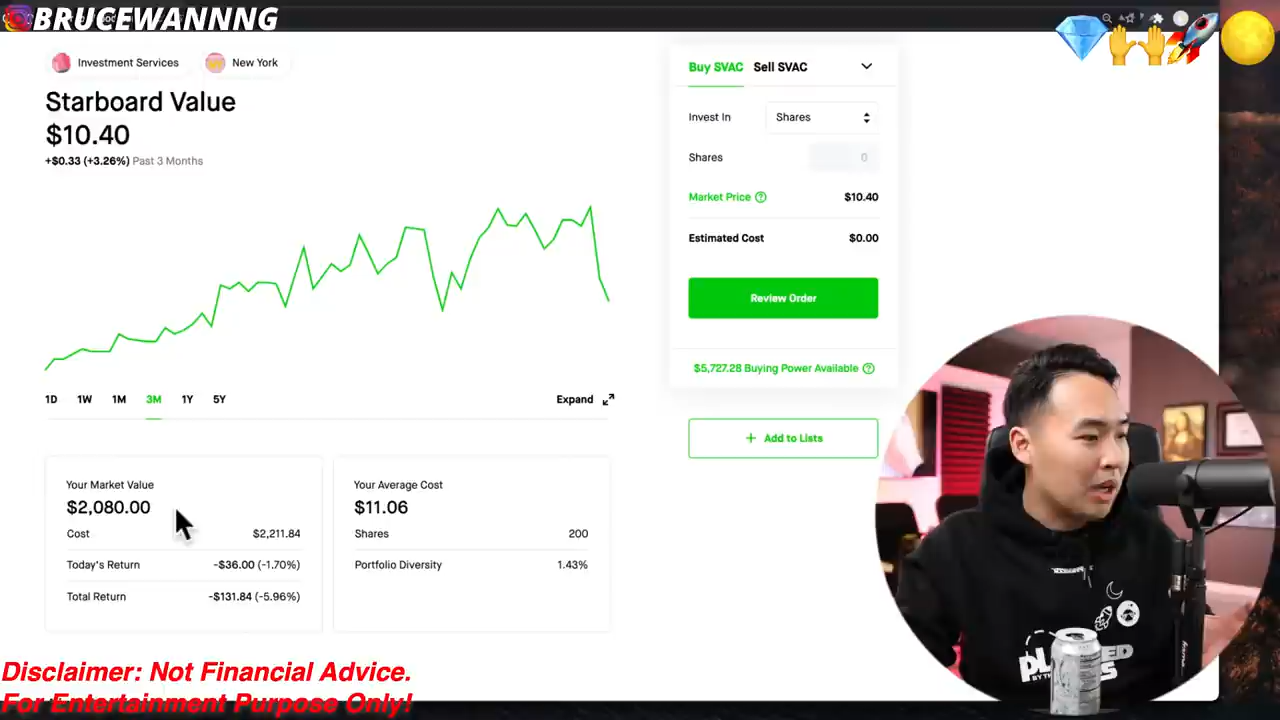 BRUCEWANNNG
Investment Services
New York
Starboard Value
$10.40
+$0.33 (+3.26%) Past 3 Months
1D 1W 1M 3M 1Y 5Y
Expand
Your Market Value
$2,080.00
Cost $2,211.84
Today's Return -$36.00 (-1.70%)
Total Return -$131.84 (-5.96%)
Your Average Cost
$11.06
Shares 200
Portfolio Diversity 1.43%
Buy SVAC Sell SVAC
Invest In Shares
Shares 0
Market Price ? $10.40
Estimated Cost $0.00
Review Order
$5,727.28 Buying Power Available ?
+ Add to Lists
Disclaimer: Not Financial Advice.
For Entertainment Purpose Only!